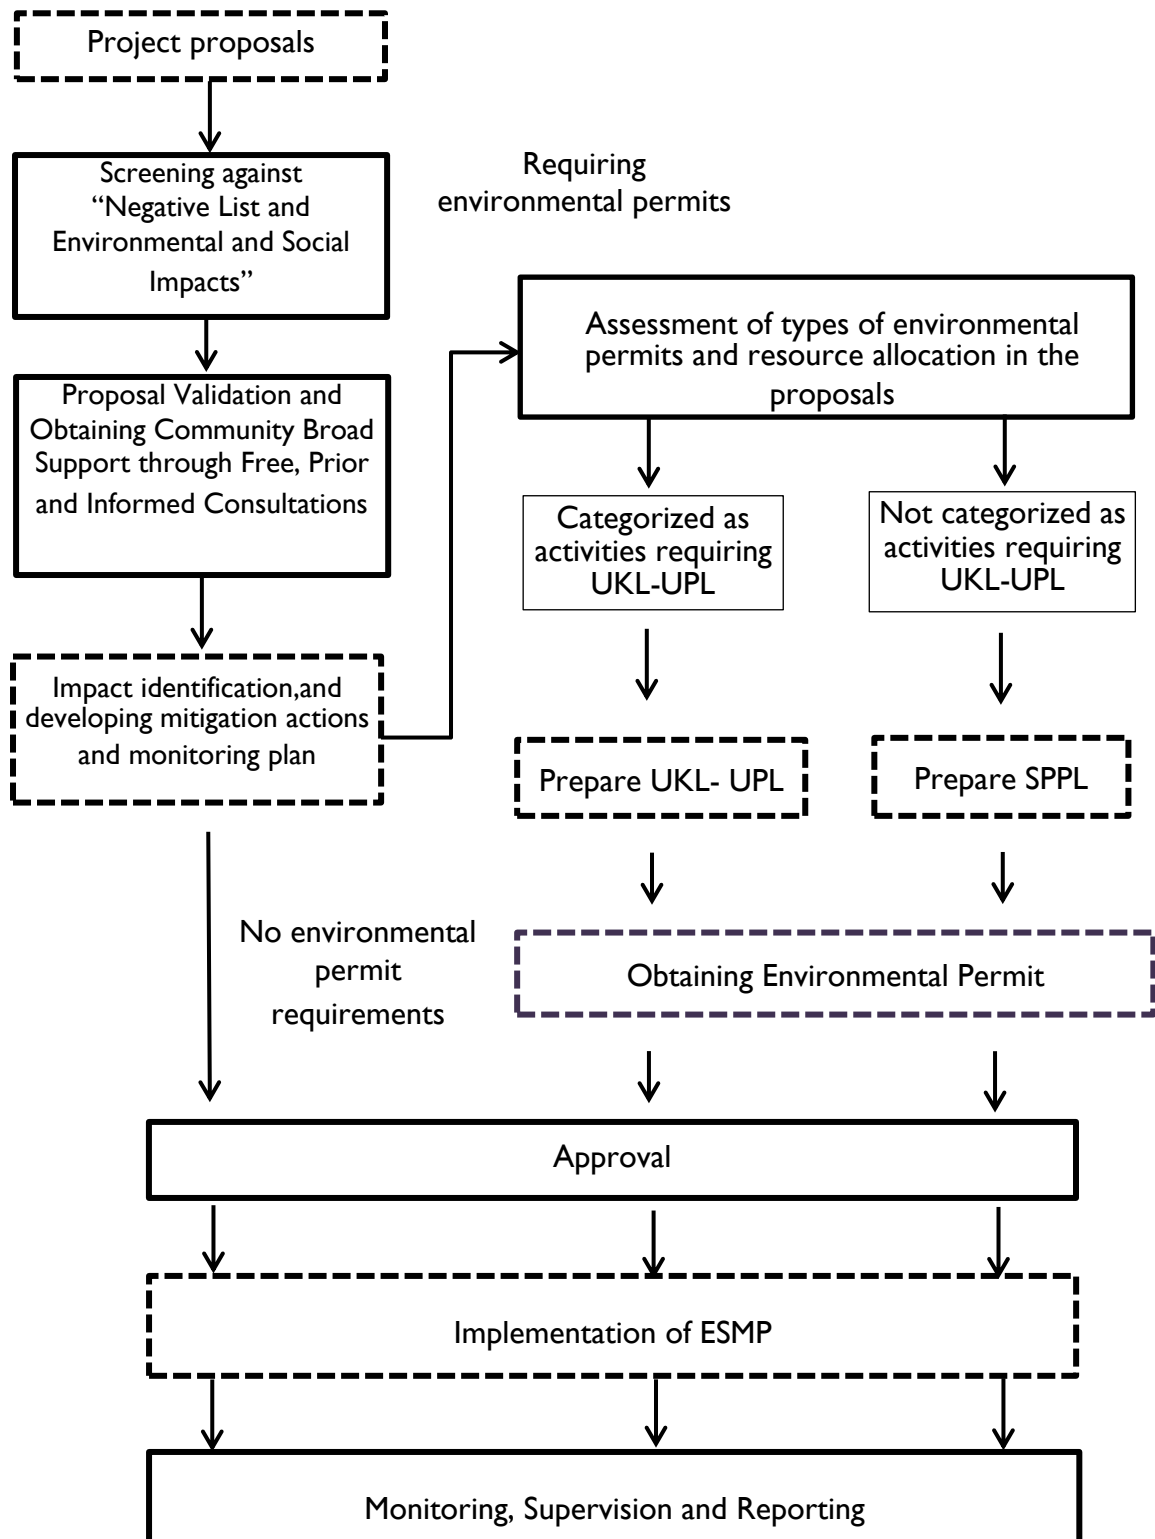 Project proposals
Screening against
“Negative List and
Environmental and Social
Impacts”
Requiring
environmental permits
Proposal Validation and
Obtaining Community Broad
Support through Free, Prior
and Informed Consultations
Assessment of types of environmental
permits and resource allocation in the
proposals
Categorized as
activities requiring
UKL-UPL
Not categorized as
activities requiring
UKL-UPL
Impact identification,and
developing mitigation actions
and monitoring plan
Prepare UKL- UPL
Prepare SPPL
No environmental
permit
requirements
Obtaining Environmental Permit
Approval
Implementation of ESMP
Monitoring, Supervision and Reporting